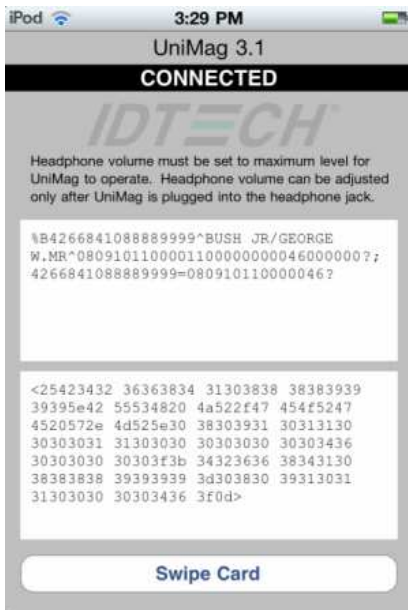 iPod
3:29 PM
UniMag 3.1
CONNECTED
IDTECH
Headphone volume must be set to maximum level for
UniMag to operate. Headphone volume can be adjusted
only after UniMag is plugged into the headphone jack.
%B4266841088889999^BUSH JR/GEORGE
W.MR^0809101100001100000000046000000?;
4266841088889999=080910110000046?
<25423432 36363834 31303838 38383939
39395e42 55534820 4a522f47 454f5247
4520572e 4d525e30 38303931 30313130
30303031 31303030 30303030 30303436
30303030 30303f3b 34323636 38343130
38383838 39393939 3d303830 39313031
31303030 30303436 3f0d>
Swipe Card